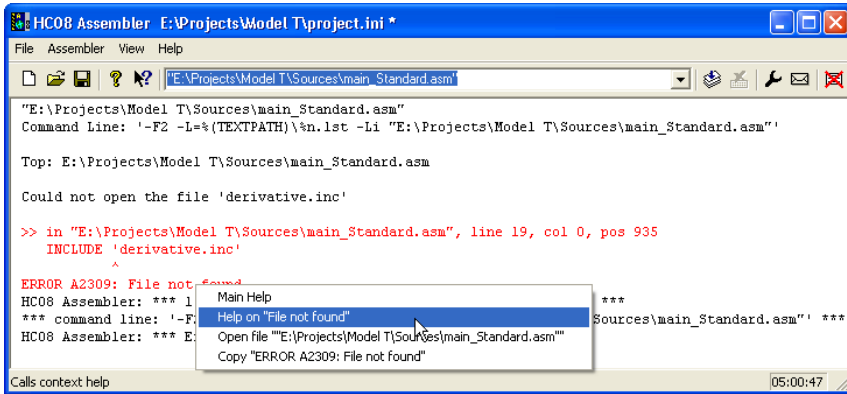 HC08 Assembler E:\Projects\Model T\project.ini *
File Assembler View Help
"E:\Projects\Model T\Sources\main_Standard.asm"
"E:\Projects\Model T\Sources\main_Standard.asm"
Command Line: '-F2 -L=%(TEXTPATH)\%n.lst -Li "E:\Projects\Model T\Sources\main_Standard.asm"'
Top: E:\Projects\Model T\Sources\main_Standard.asm
Could not open the file 'derivative.inc'
>> in "E:\Projects\Model T\Sources\main_Standard.asm", line 19, col 0, pos 935
INCLUDE 'derivative.inc'
^
ERROR A2309: File not found
HC08 Assembler: *** 1 ***
*** command line: '-F Sources\main_Standard.asm"' ***
HC08 Assembler: *** E
Main Help
Help on "File not found"
Open file ""E:\Projects\Model T\Sources\main_Standard.asm""
Copy "ERROR A2309: File not found"
Calls context help 05:00:47